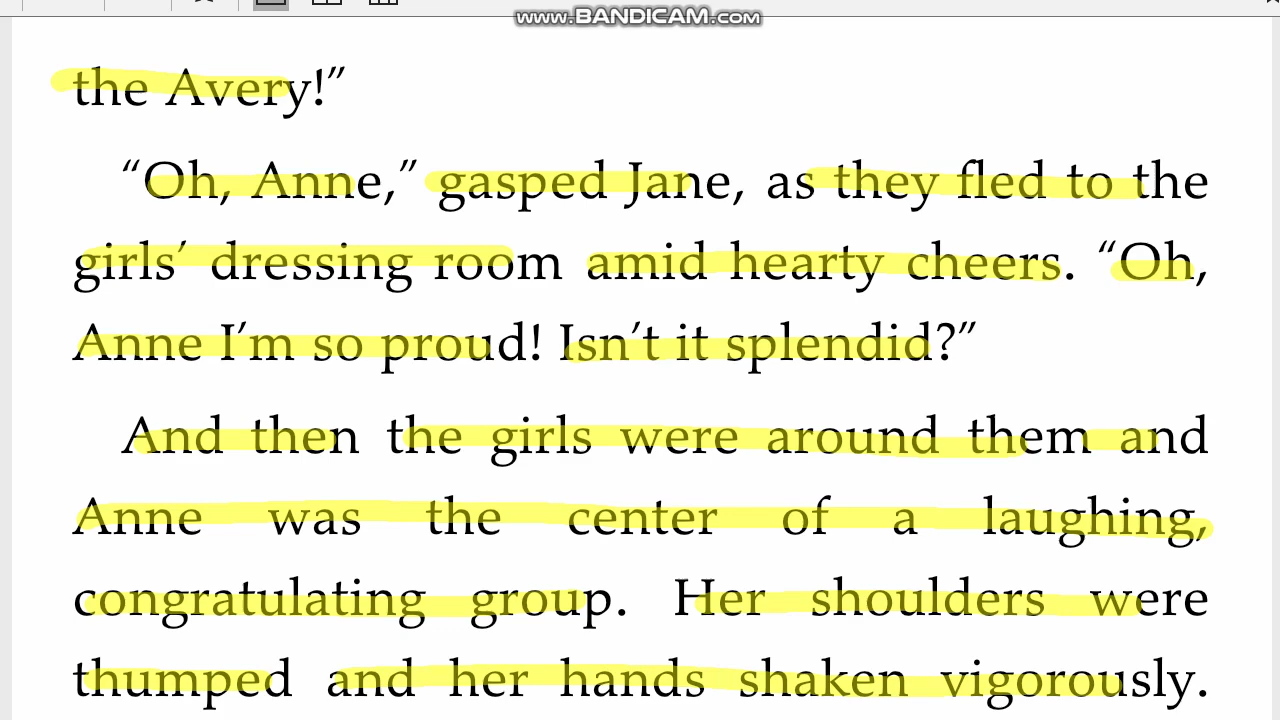 www.BANDICAM.com
the Avery!”
“Oh, Anne,” gasped Jane, as they fled to the
girls’ dressing room amid hearty cheers. “Oh,
Anne I’m so proud! Isn’t it splendid?”
And then the girls were around them and
Anne was the center of a laughing,
congratulating group. Her shoulders were
thumped and her hands shaken vigorously.